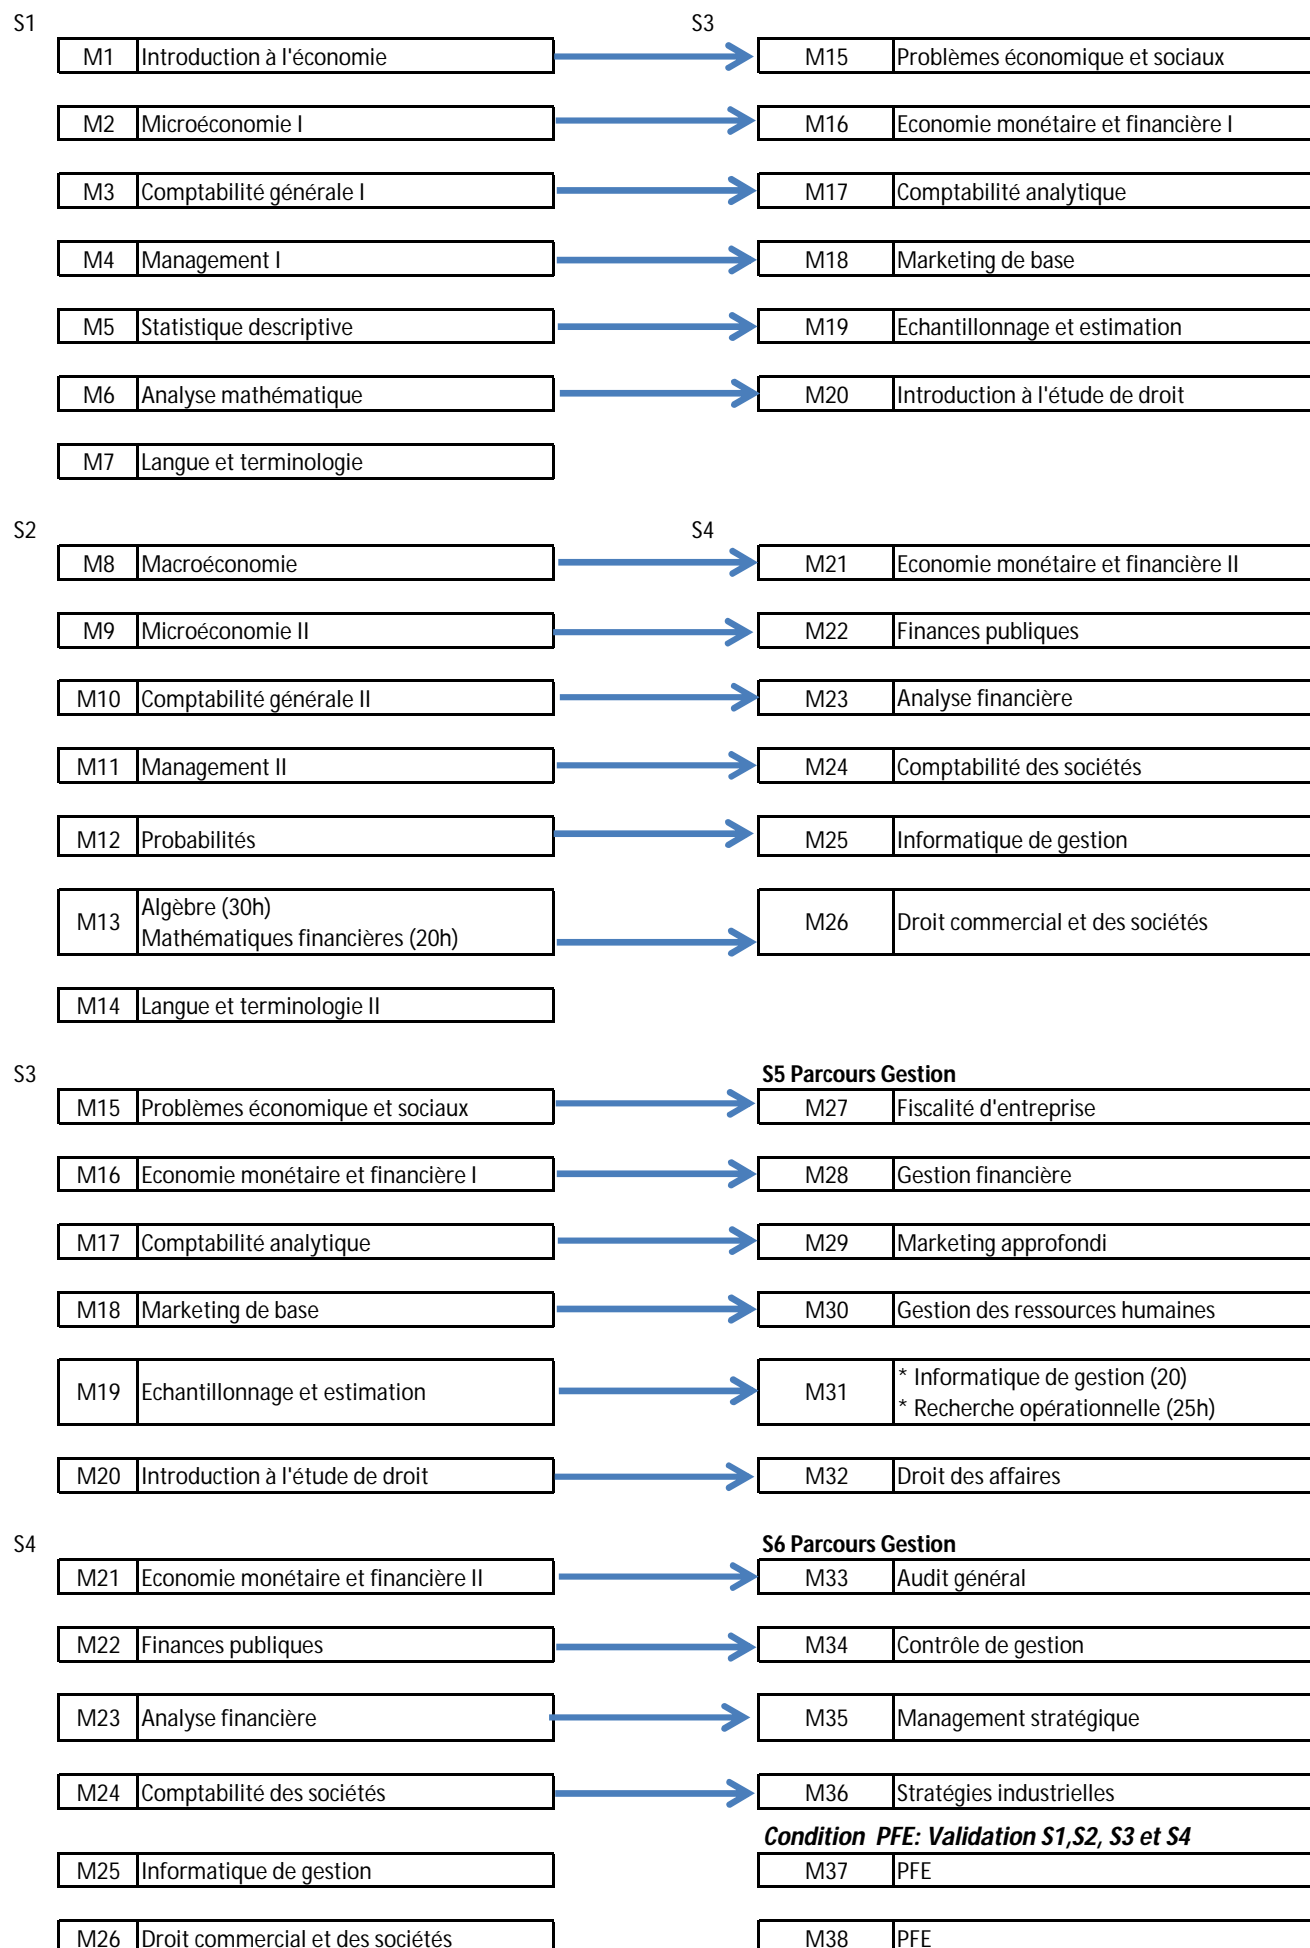 S1 S3
M1 Introduction à l'économie M15 Problèmes économique et sociaux
M2 Microéconomie I M16 Economie monétaire et financière I
M3 Comptabilité générale I M17 Comptabilité analytique
M4 Management I M18 Marketing de base
M5 Statistique descriptive M19 Echantillonnage et estimation
M6 Analyse mathématique M20 Introduction à l'étude de droit
M7 Langue et terminologie
S2 S4
M8 Macroéconomie M21 Economie monétaire et financière II
M9 Microéconomie II M22 Finances publiques
M10 Comptabilité générale II M23 Analyse financière
M11 Management II M24 Comptabilité des sociétés
M12 Probabilités M25 Informatique de gestion
M13 Algèbre (30h)
Mathématiques financières (20h)
M26 Droit commercial et des sociétés
M14 Langue et terminologie II
S3 S5 Parcours Gestion
M15 Problèmes économique et sociaux M27 Fiscalité d'entreprise
M16 Economie monétaire et financière I M28 Gestion financière
M17 Comptabilité analytique M29 Marketing approfondi
M18 Marketing de base M30 Gestion des ressources humaines
M19 Echantillonnage et estimation M31 * Informatique de gestion (20)
* Recherche opérationnelle (25h)
M20 Introduction à l'étude de droit M32 Droit des affaires
S4 S6 Parcours Gestion
M21 Economie monétaire et financière II M33 Audit général
M22 Finances publiques M34 Contrôle de gestion
M23 Analyse financière M35 Management stratégique
M24 Comptabilité des sociétés M36 Stratégies industrielles
Condition PFE: Validation S1,S2, S3 et S4
M25 Informatique de gestion M37 PFE
M26 Droit commercial et des sociétés M38 PFE